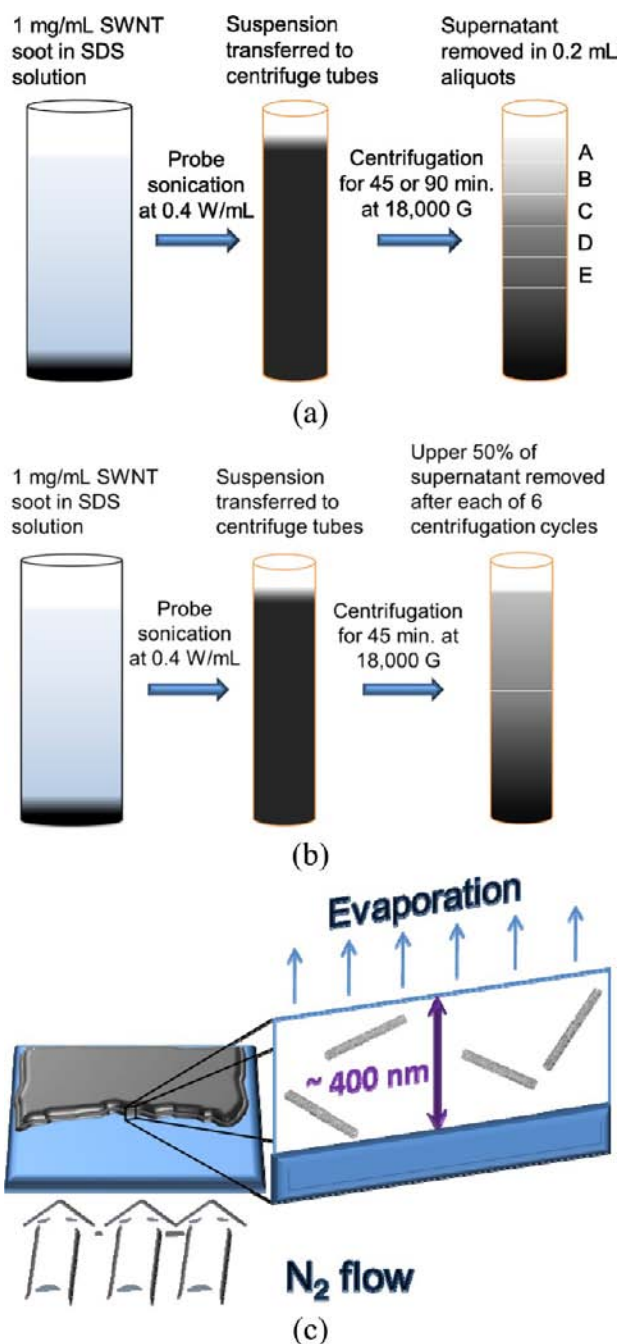 1 mg/mL SWNT
soot in SDS
solution
Suspension
transferred to
centrifuge tubes
Supernatant
removed in 0.2 mL
aliquots
Probe
sonication
at 0.4 W/mL
Centrifugation
for 45 or 90 min.
at 18,000 G
A
B
C
D
E
(a)
1 mg/mL SWNT
soot in SDS
solution
Suspension
transferred to
centrifuge tubes
Upper 50% of
supernatant removed
after each of 6
centrifugation cycles
Probe
sonication
at 0.4 W/mL
Centrifugation
for 45 min. at
18,000 G
(b)
Evaporation
~ 400 nm
N₂ flow
(c)